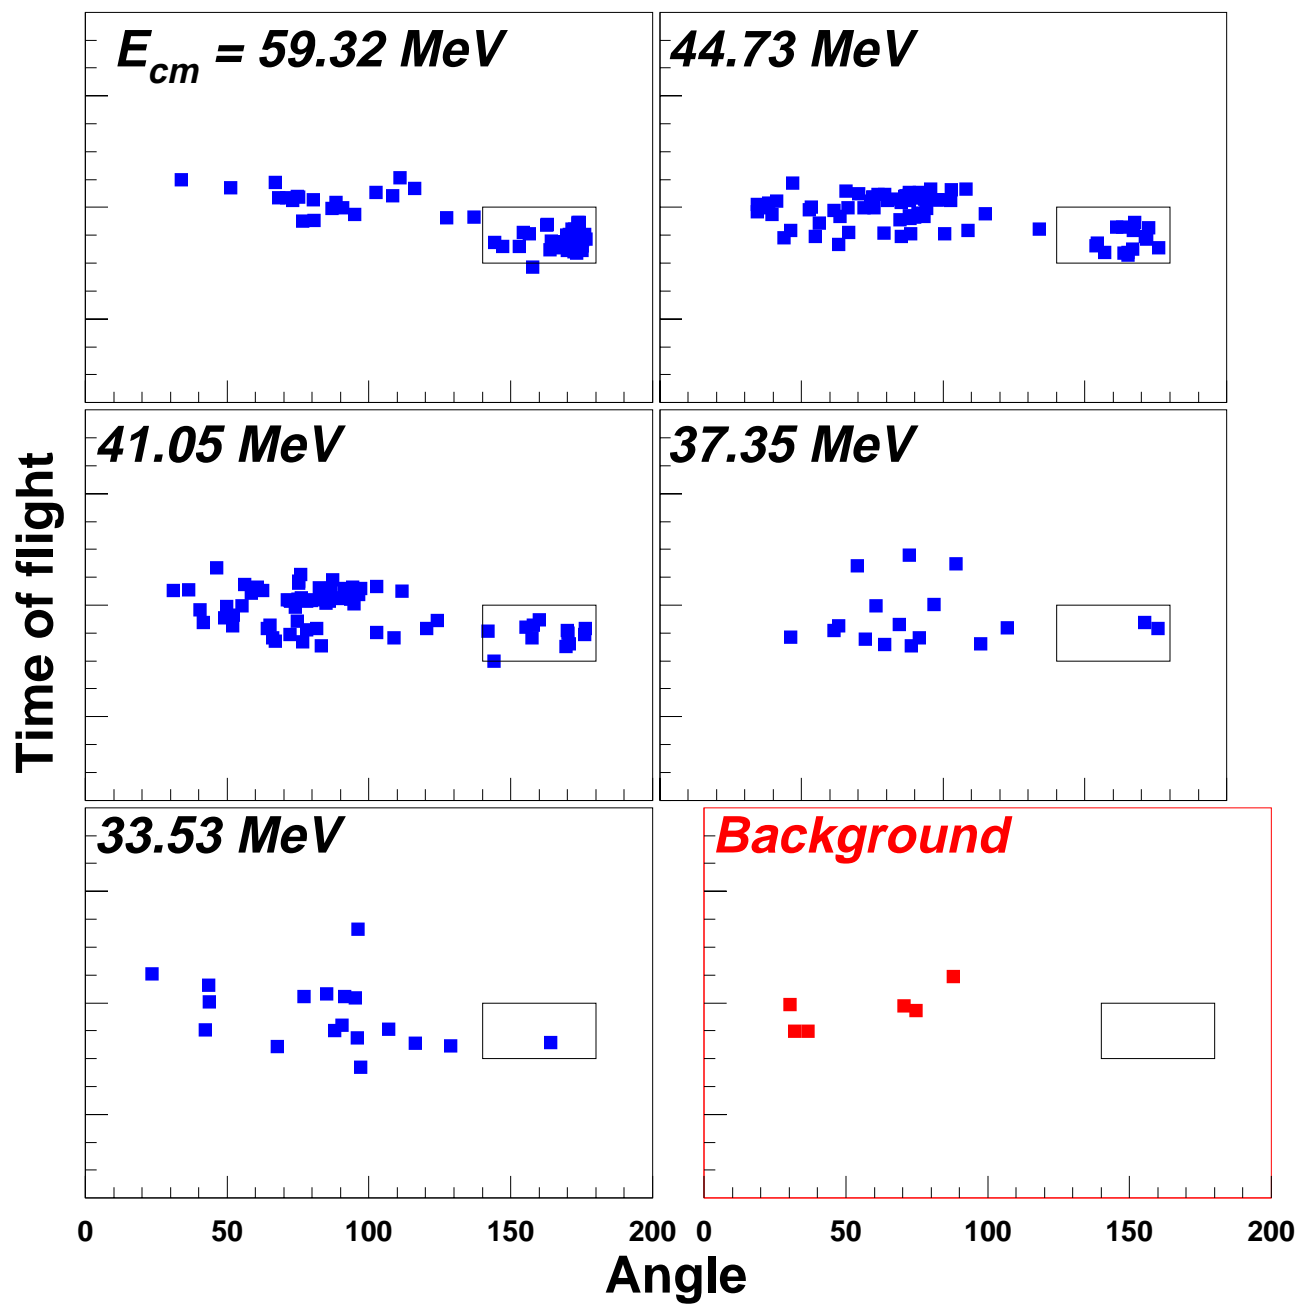 E_cm = 59.32 MeV
44.73 MeV
41.05 MeV
37.35 MeV
33.53 MeV
Background
Time of flight
0 50 100 150 200
0 50 100 150 200
Angle